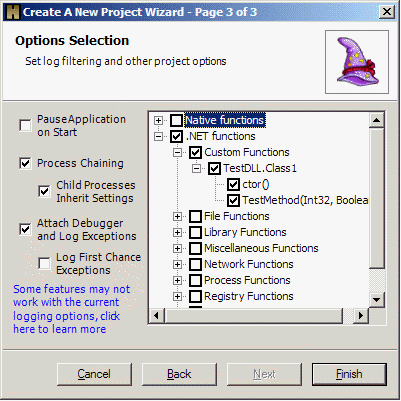 Create A New Project Wizard - Page 3 of 3
Options Selection
Set log filtering and other project options
Pause Application
on Start
Process Chaining
Child Processes
Inherit Settings
Attach Debugger
and Log Exceptions
Log First Chance
Exceptions
Some features may not
work with the current
logging options, click
here to learn more
Native functions
.NET functions
Custom Functions
TestDLL.Class1
ctor()
TestMethod(Int32, Boolea
File Functions
Library Functions
Miscellaneous Functions
Network Functions
Process Functions
Registry Functions
Cancel
Back
Next
Finish